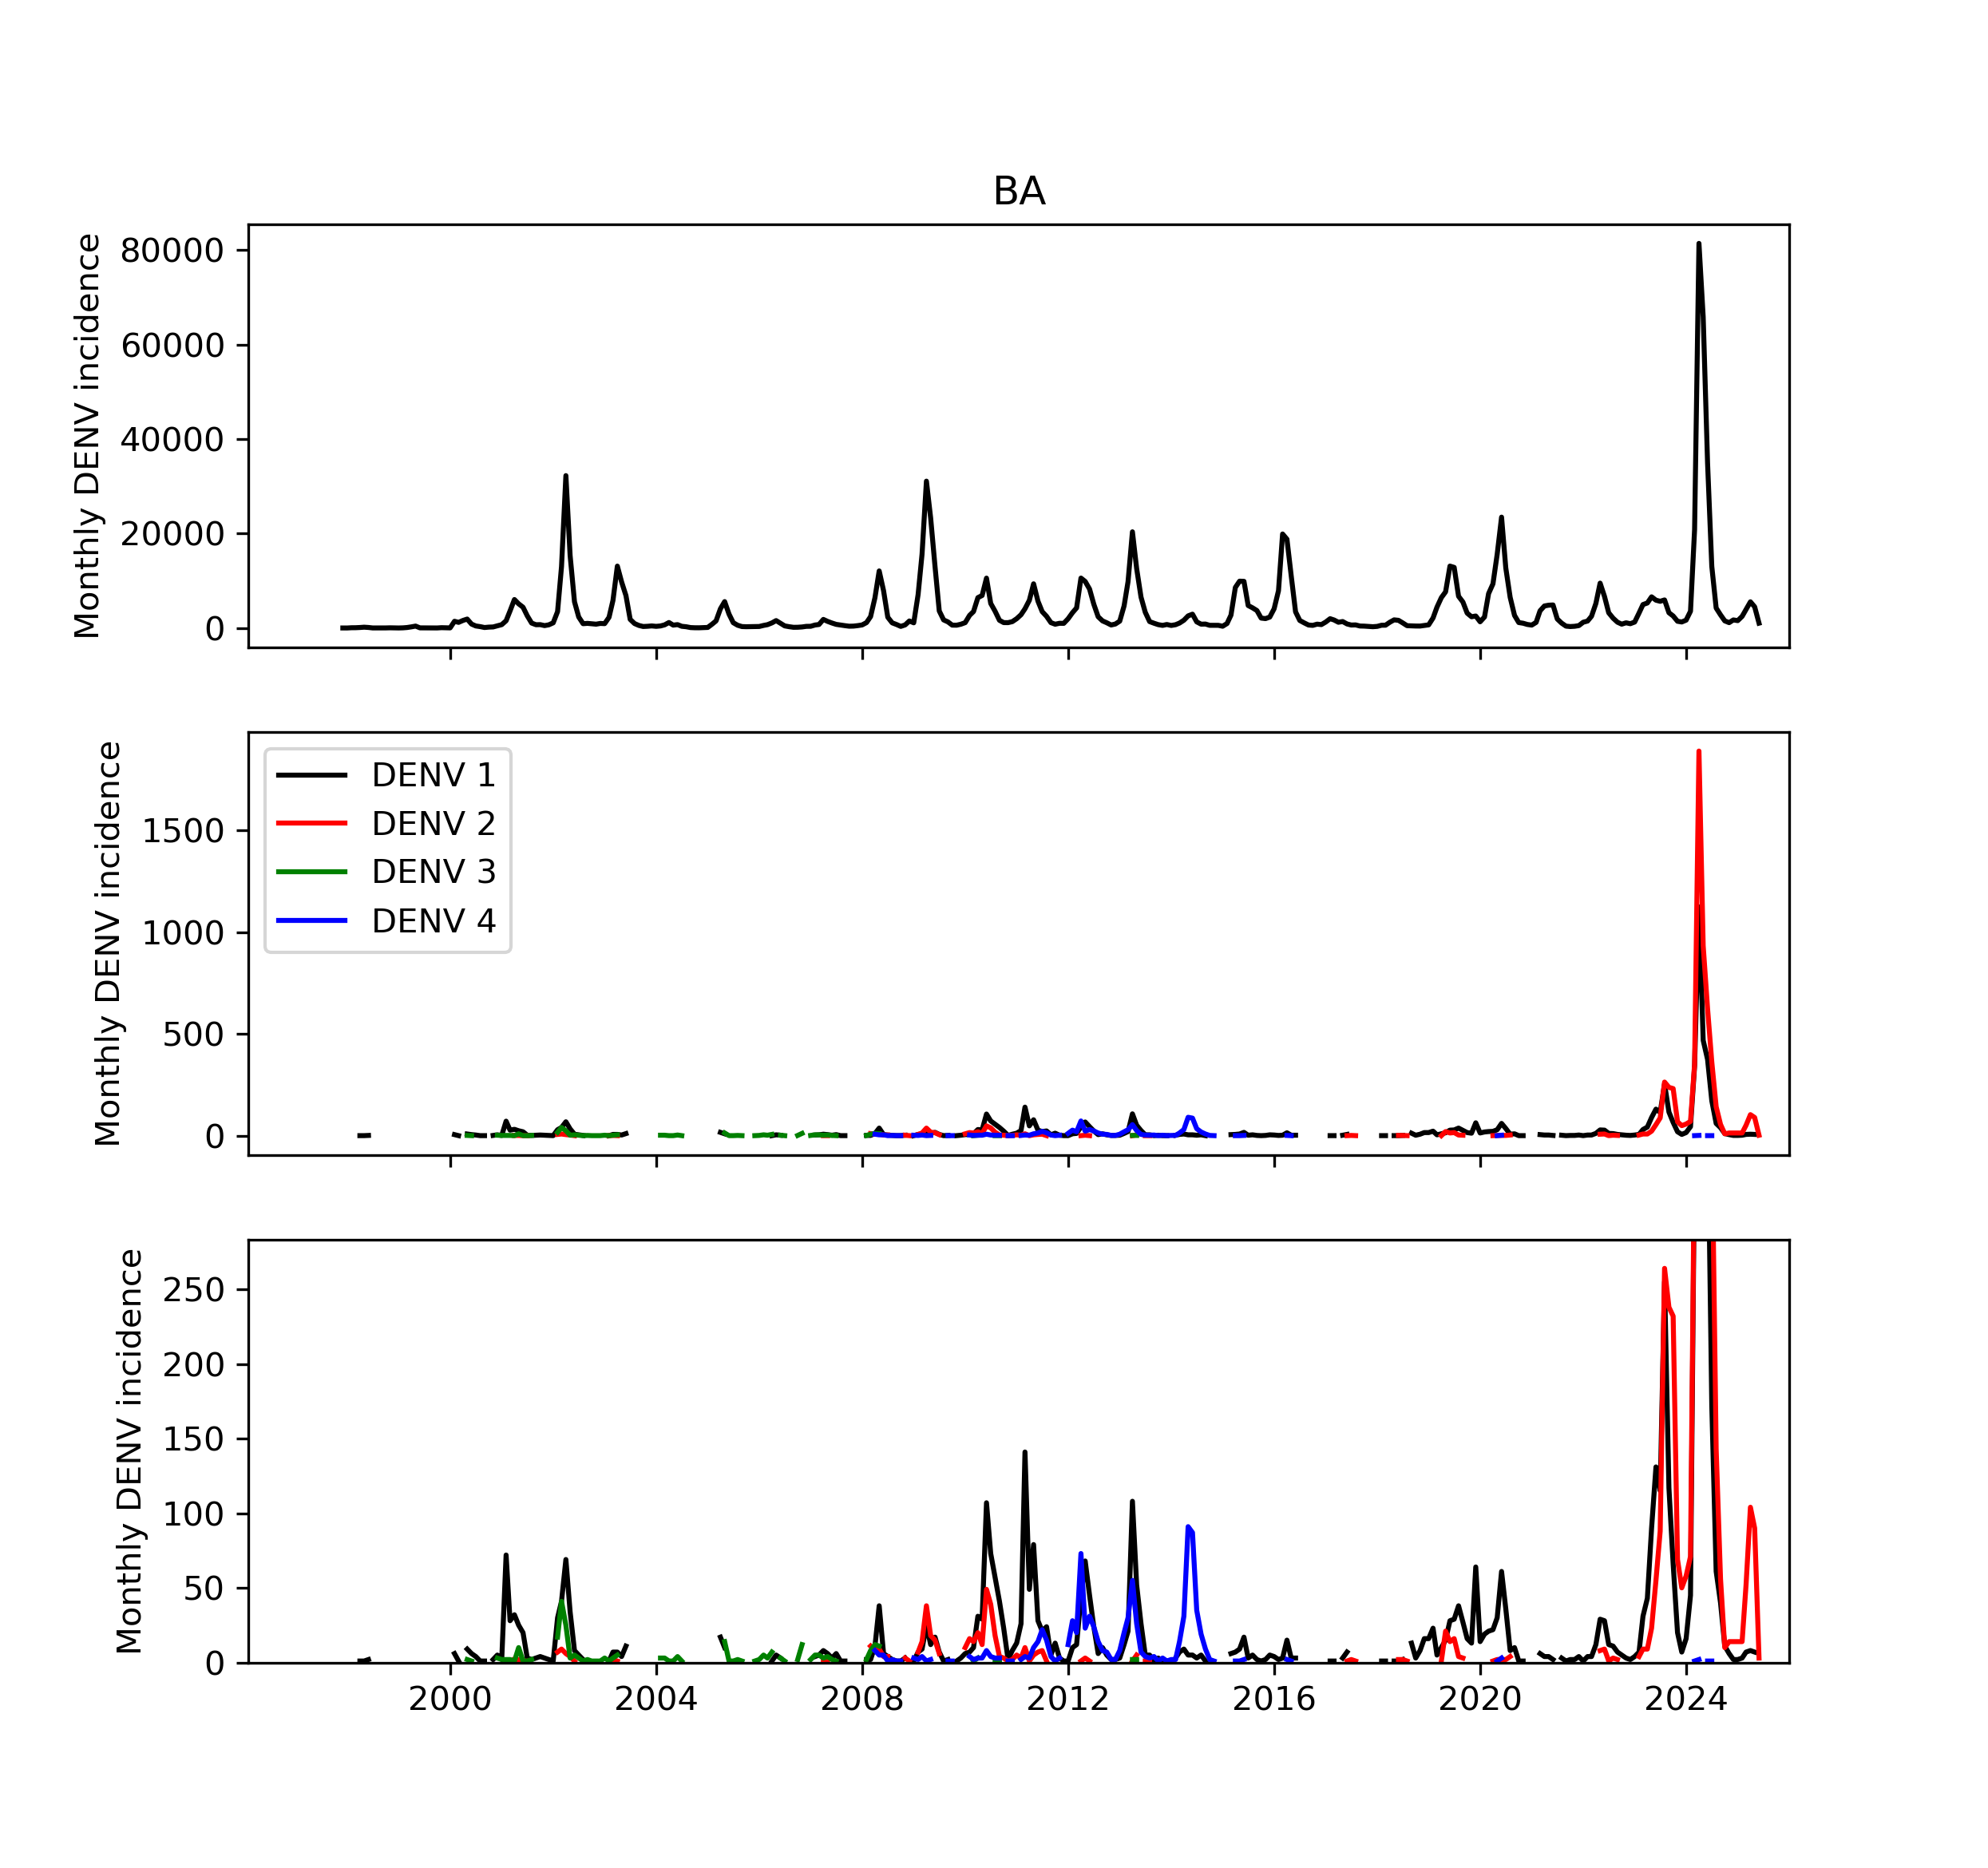 BA
Monthly DENV incidence
80000
60000
40000
20000
0
Monthly DENV incidence
1500
1000
500
0
DENV 1
DENV 2
DENV 3
DENV 4
Monthly DENV incidence
250
200
150
100
50
0
2000 2004 2008 2012 2016 2020 2024